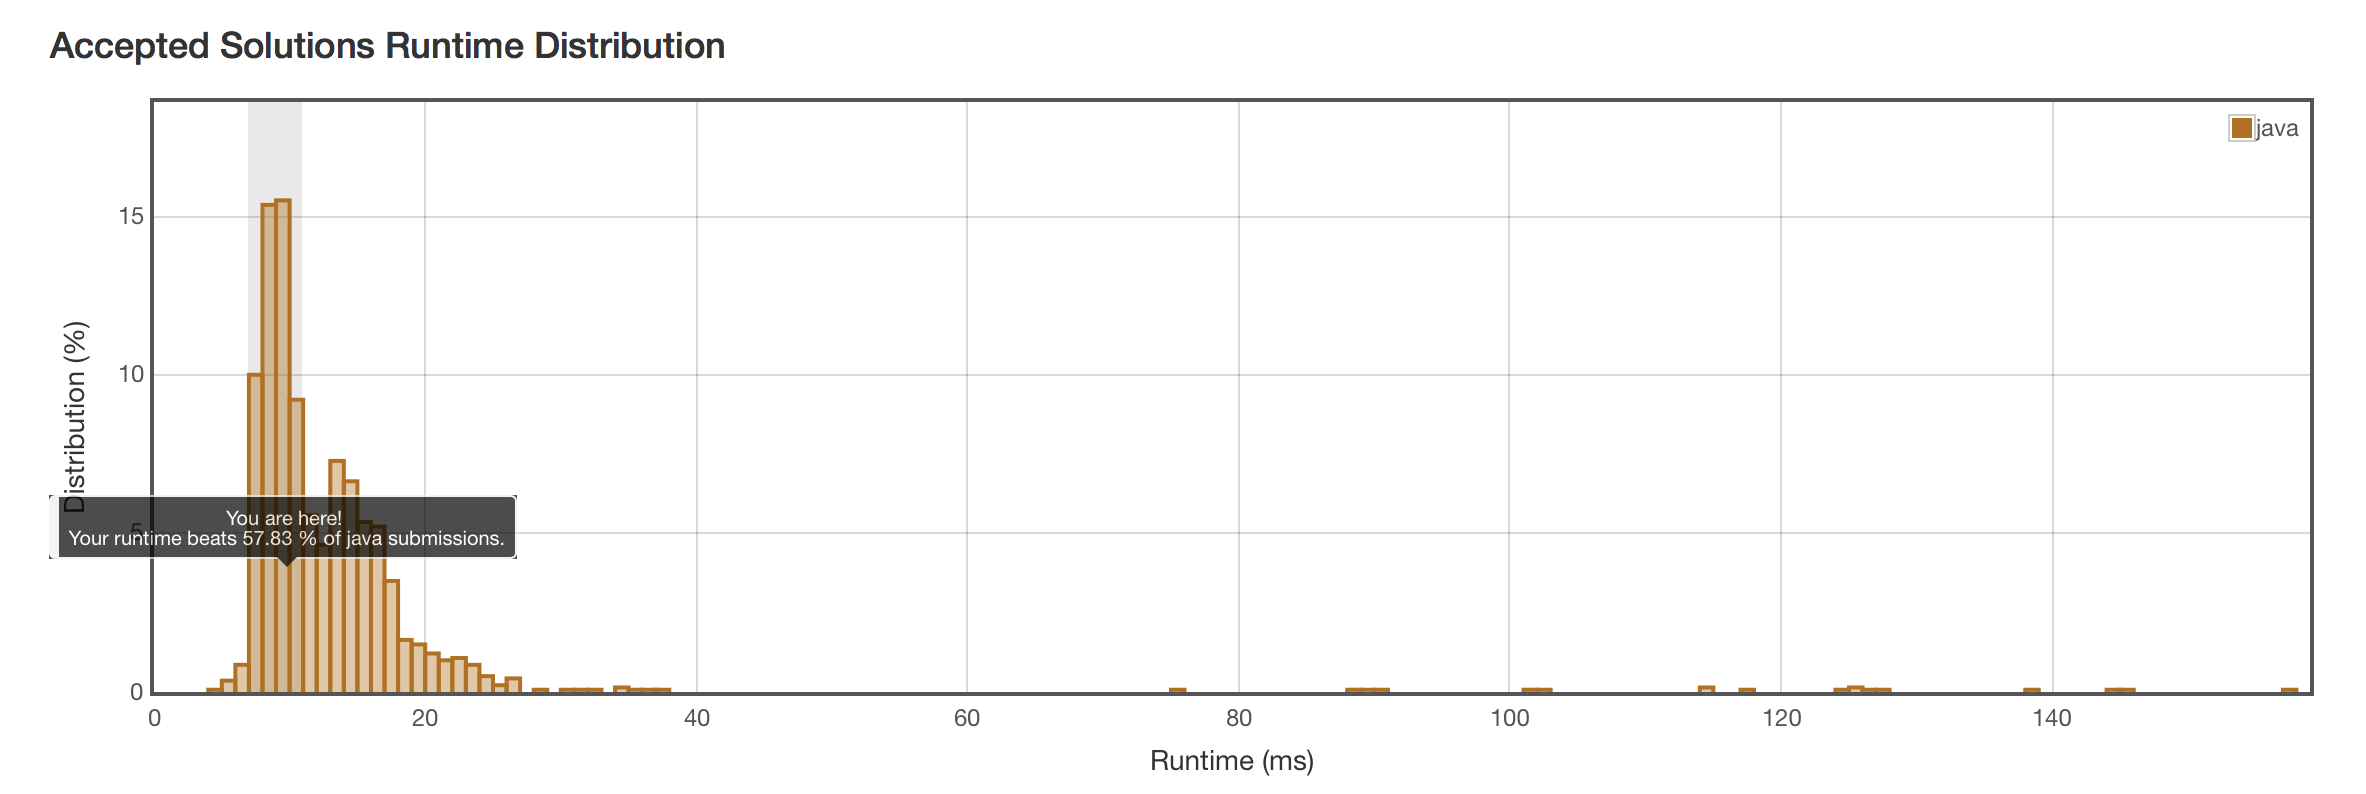 Accepted Solutions Runtime Distribution
java
15
10
5
0
Distribution (%)
You are here!
Your runtime beats 57.83 % of java submissions.
0 20 40 60 80 100 120 140
Runtime (ms)